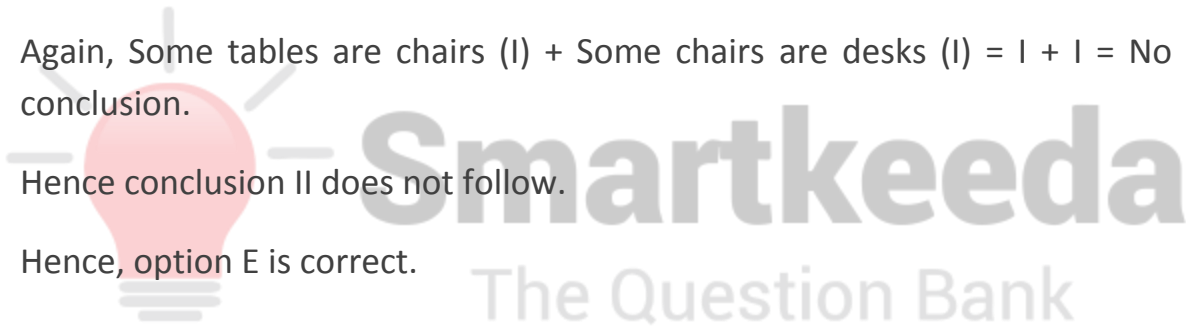 Again, Some tables are chairs (I) + Some chairs are desks (I) = I + I = No
conclusion.
Smartkeeda
Hence conclusion II does not follow.
Hence, option E is correct.
The Question Bank